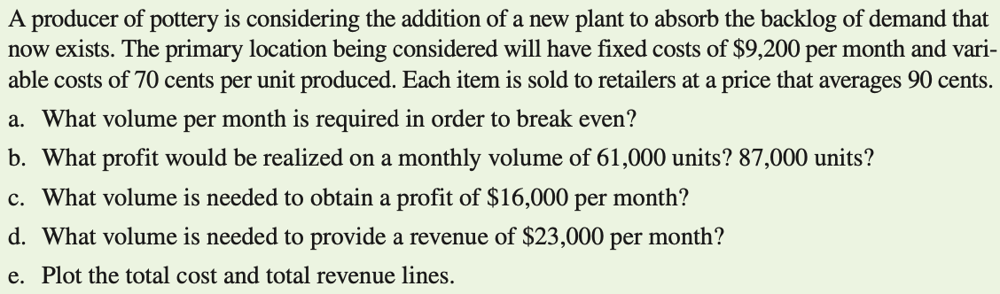 A producer of pottery is considering the addition of a new plant to absorb the backlog of demand that
now exists. The primary location being considered will have fixed costs of $9,200 per month and vari-
able costs of 70 cents per unit produced. Each item is sold to retailers at a price that averages 90 cents.
a. What volume per month is required in order to break even?
b. What profit would be realized on a monthly volume of 61,000 units? 87,000 units?
c. What volume is needed to obtain a profit of $16,000 per month?
d. What volume is needed to provide a revenue of $23,000 per month?
e. Plot the total cost and total revenue lines.